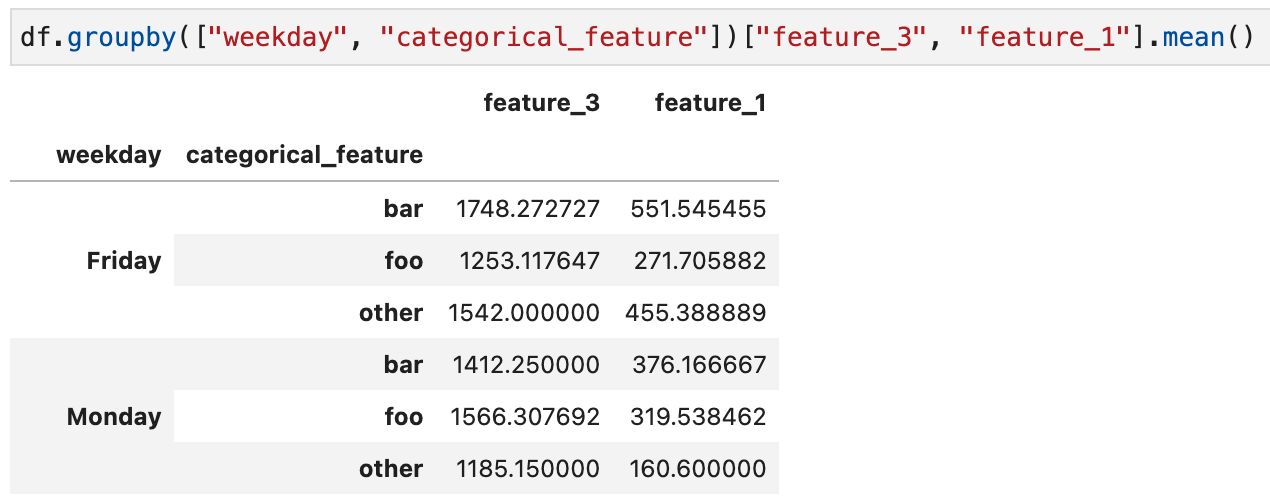 df.groupby(["weekday", "categorical_feature"])["feature_3", "feature_1"].mean()
feature_3 feature_1
weekday categorical_feature
bar 1748.272727 551.545455
Friday foo 1253.117647 271.705882
other 1542.000000 455.388889
bar 1412.250000 376.166667
Monday foo 1566.307692 319.538462
other 1185.150000 160.600000